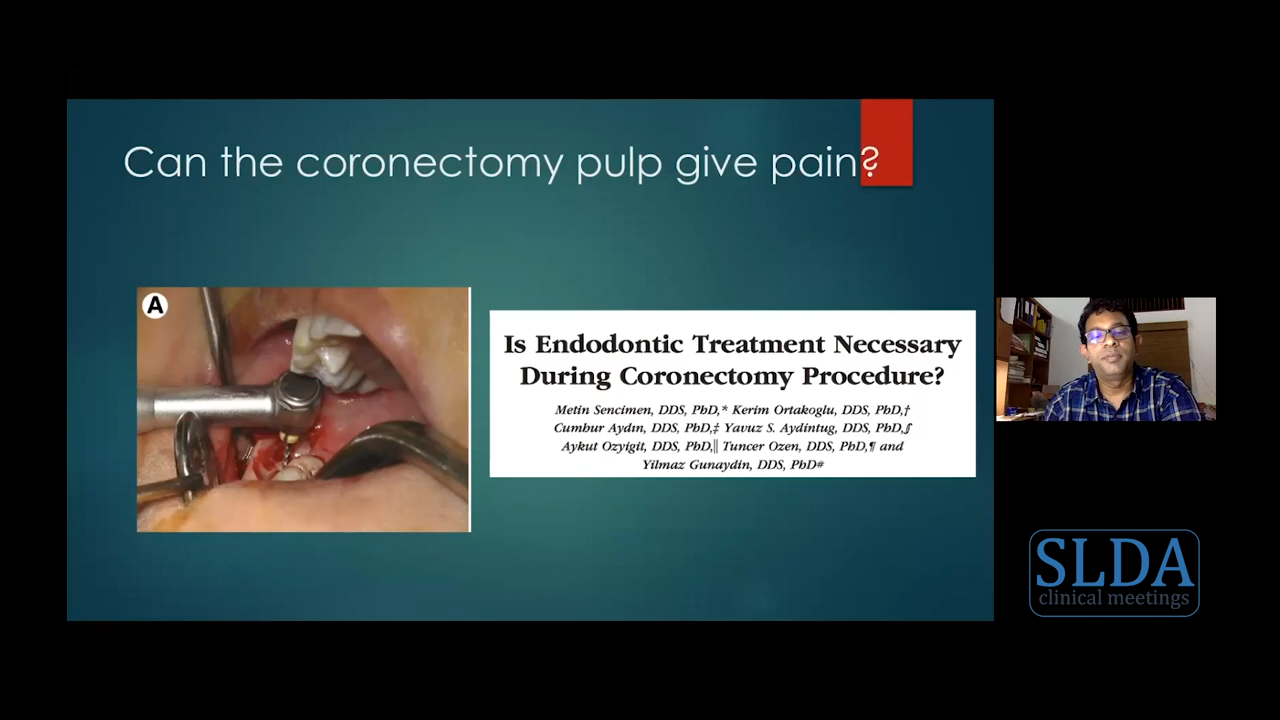 Can the coronectomy pulp give pain?
A
Is Endodontic Treatment Necessary
During Coronectomy Procedure?
Metin Sencimen, DDS, PhD,* Kerim Ortakoglu, DDS, PhD,†
Cumhur Aydın, DDS, PhD,‡ Yavuz S. Aydintug, DDS, PhD,§
Aykut Ozyigit, DDS, PhD,‖ Tuncer Ozen, DDS, PhD,¶ and
Yilmaz Gunaydin, DDS, PhD#
SLDA
clinical meetings